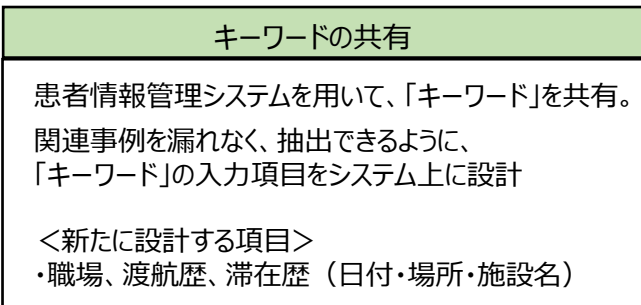 キーワードの共有
患者情報管理システムを用いて、「キーワード」を共有。
関連事例を漏れなく、抽出できるように、
「キーワード」の入力項目をシステム上に設計
＜新たに設計する項目＞
・職場、渡航歴、滞在歴（日付・場所・施設名）